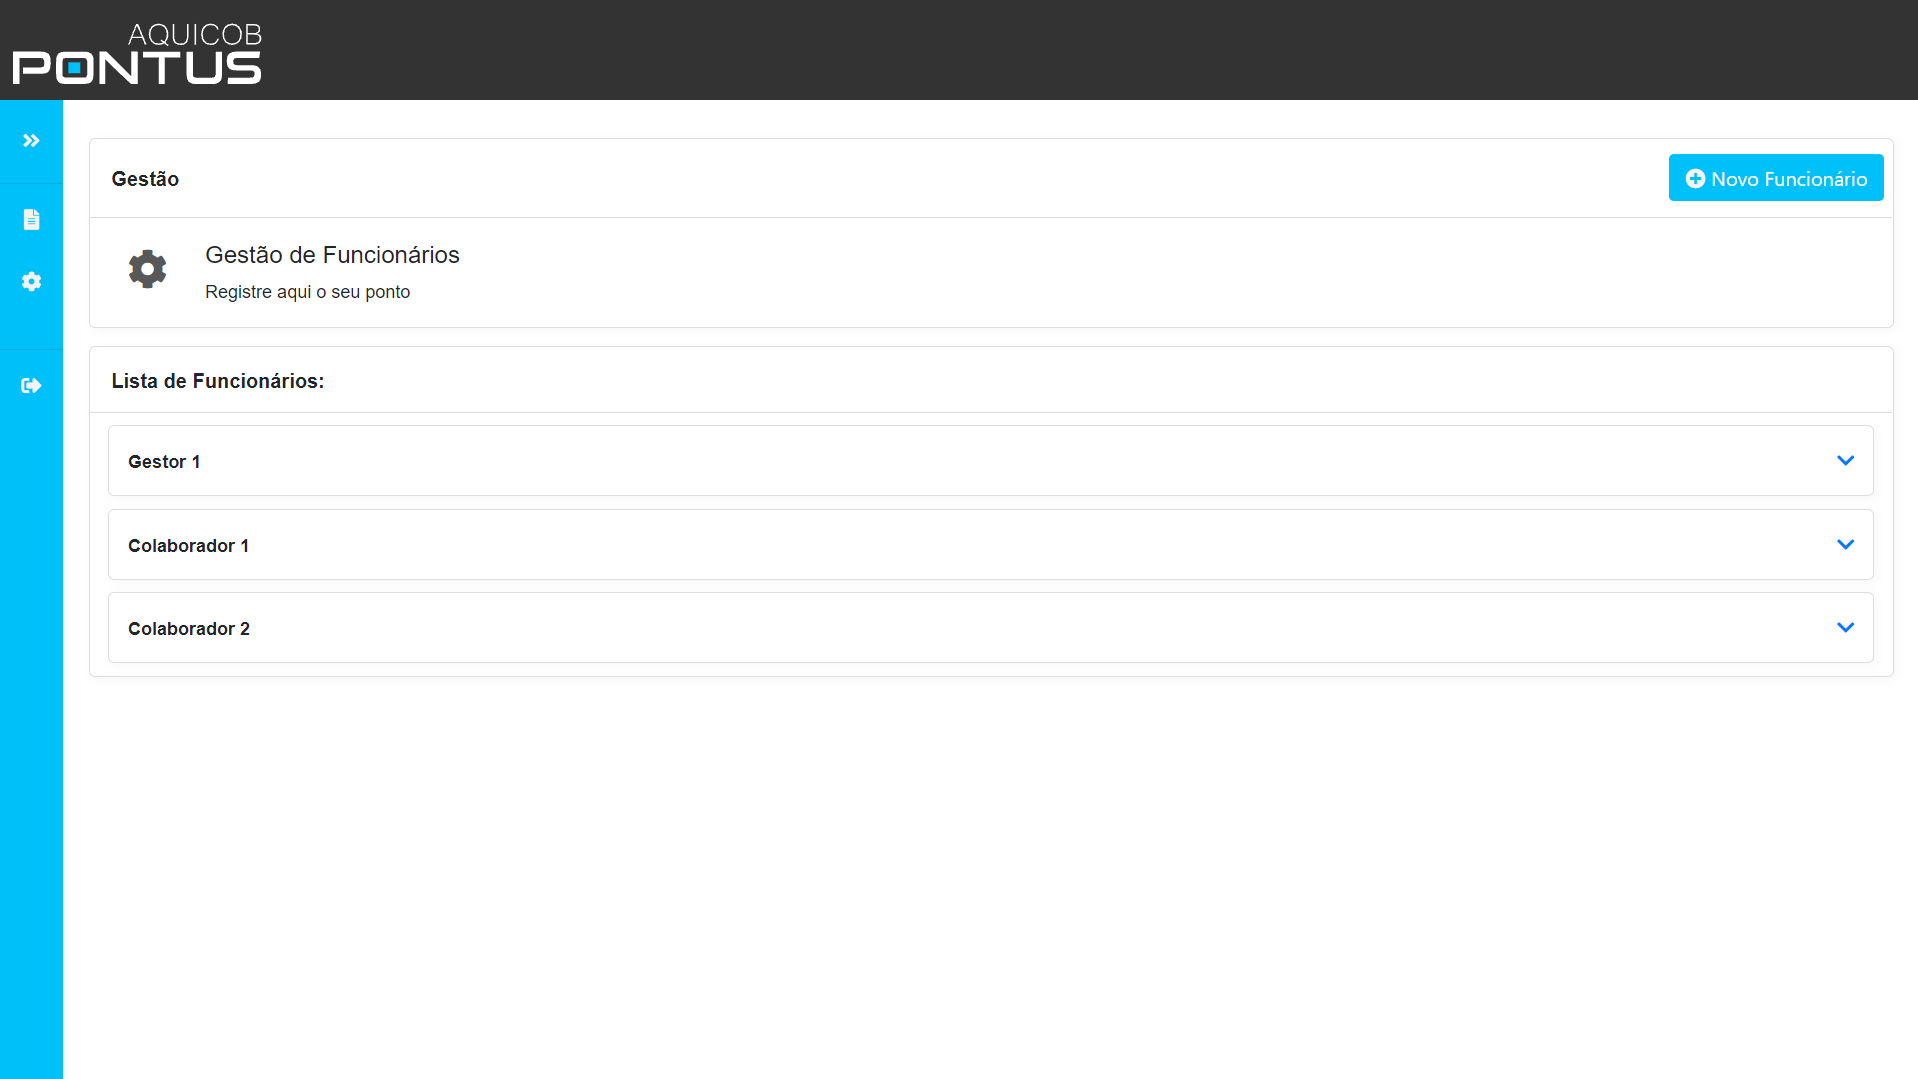 AQUICOB
PONTUS
Gestão
Novo Funcionário
Gestão de Funcionários
Registre aqui o seu ponto
Lista de Funcionários:
Gestor 1
Colaborador 1
Colaborador 2